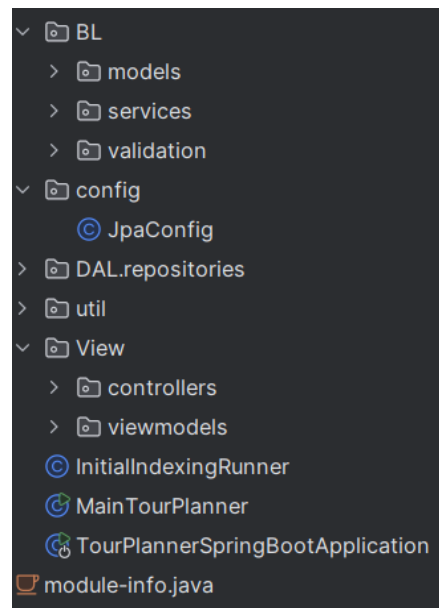 BL
models
services
validation
config
JpaConfig
DAL.repositories
util
View
controllers
viewmodels
InitialIndexingRunner
MainTourPlanner
TourPlannerSpringBootApplication
module-info.java